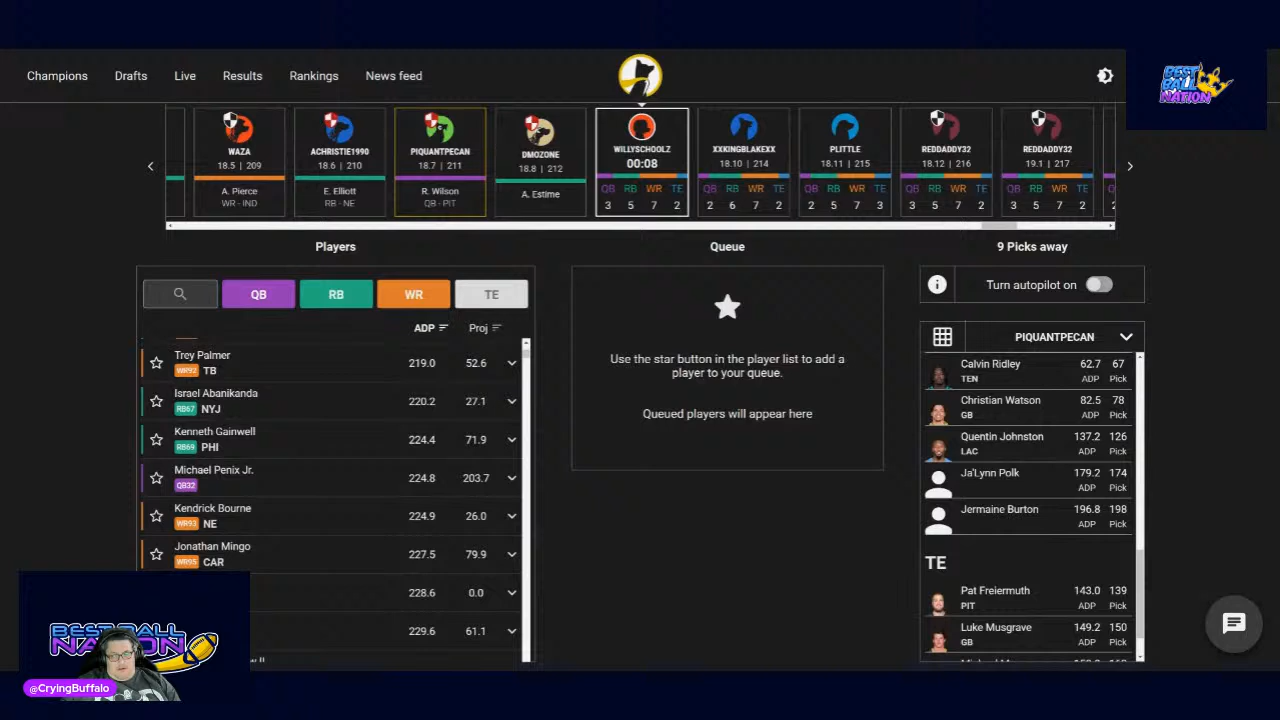 Champions Drafts Live Results Rankings News feed
BEST BALL NATION
WAZA
18.5 | 209
A. Pierce
WR - IND
ACHRISTIE1990
18.6 | 210
E. Elliott
RB - NE
PIQUANTPECAN
18.7 | 211
R. Wilson
QB - PIT
DMOZONE
18.8 | 212
A. Estime
WILLYSCHOOLZ
00:08
QB RB WR TE
3 5 7 2
XXKINGBLAKEXX
18.10 | 214
QB RB WR TE
2 6 7 2
PLITTLE
18.11 | 215
QB RB WR TE
2 5 7 3
REDDADDY32
18.12 | 216
QB RB WR TE
3 5 7 2
REDDADDY32
19.1 | 217
QB RB WR TE
3 5 7 2
Players
QB RB WR TE
ADP Proj
Trey Palmer 219.0 52.6
WR92 TB
Israel Abanikanda 220.2 27.1
RB67 NYJ
Kenneth Gainwell 224.4 71.9
RB69 PHI
Michael Penix Jr. 224.8 203.7
QB32
Kendrick Bourne 224.9 26.0
WR93 NE
Jonathan Mingo 227.5 79.9
WR95 CAR
228.6 0.0
229.6 61.1
Queue
Use the star button in the player list to add a
player to your queue.
Queued players will appear here
9 Picks away
Turn autopilot on
PIQUANTPECAN
Calvin Ridley 62.7 67
TEN ADP Pick
Christian Watson 82.5 78
GB ADP Pick
Quentin Johnston 137.2 126
LAC ADP Pick
Ja'Lynn Polk 179.2 174
ADP Pick
Jermaine Burton 196.8 198
ADP Pick
TE
Pat Freiermuth 143.0 139
PIT ADP Pick
Luke Musgrave 149.2 150
GB ADP Pick
BEST BALL
NATION
@CryingBuffalo